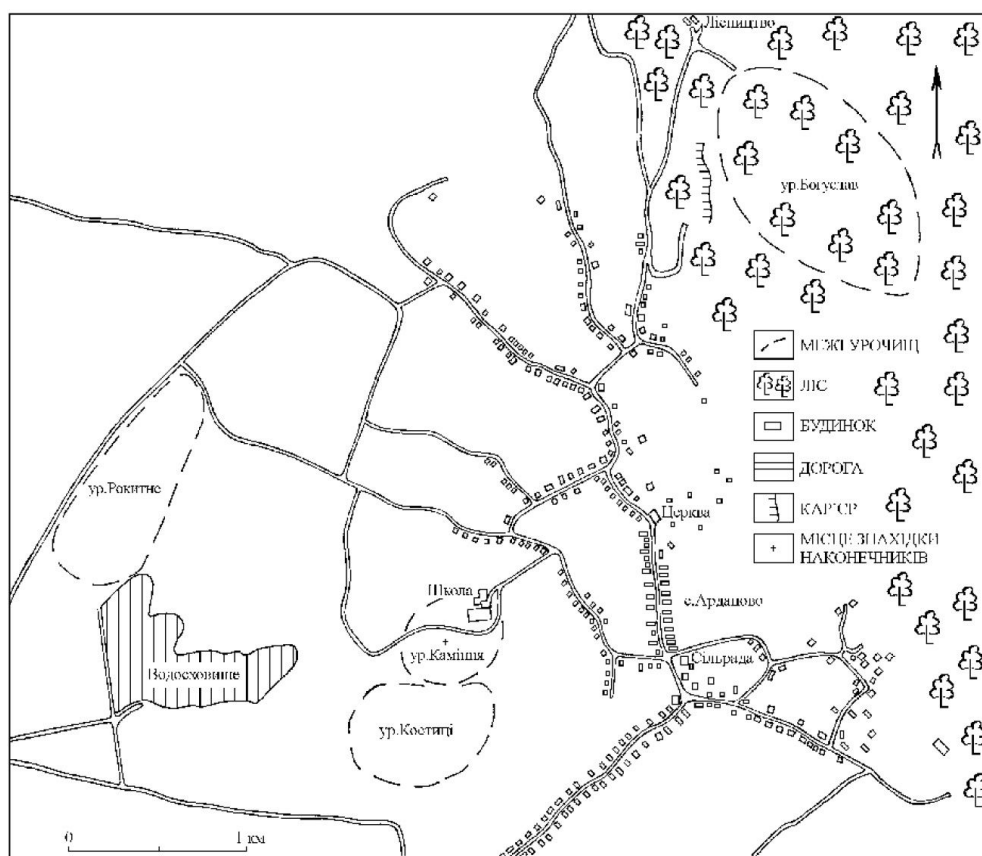 Лісництво
ур.Богуслав
МЕЖІ УРОЧИЩ
ЛІС
БУДИНОК
ДОРОГА
КАР'ЄР
МІСЦЕ ЗНАХІДКИ
НАКОНЕЧНИКІВ
ур.Рокитне
Церква
Школа
с.Арданово
ур.Камінця
Сільрада
Водосховище
ур.Костиці
0 1 км